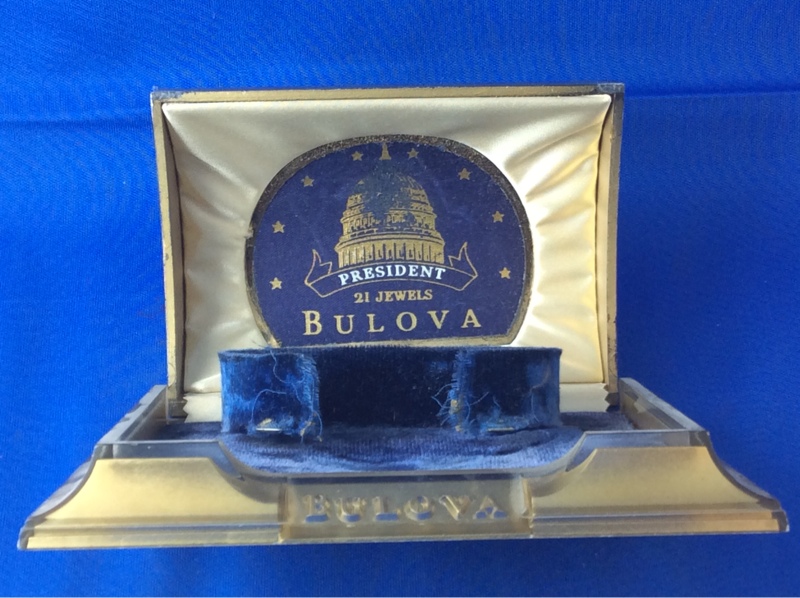 PRESIDENT
21 JEWELS
BULOVA
BULOVA